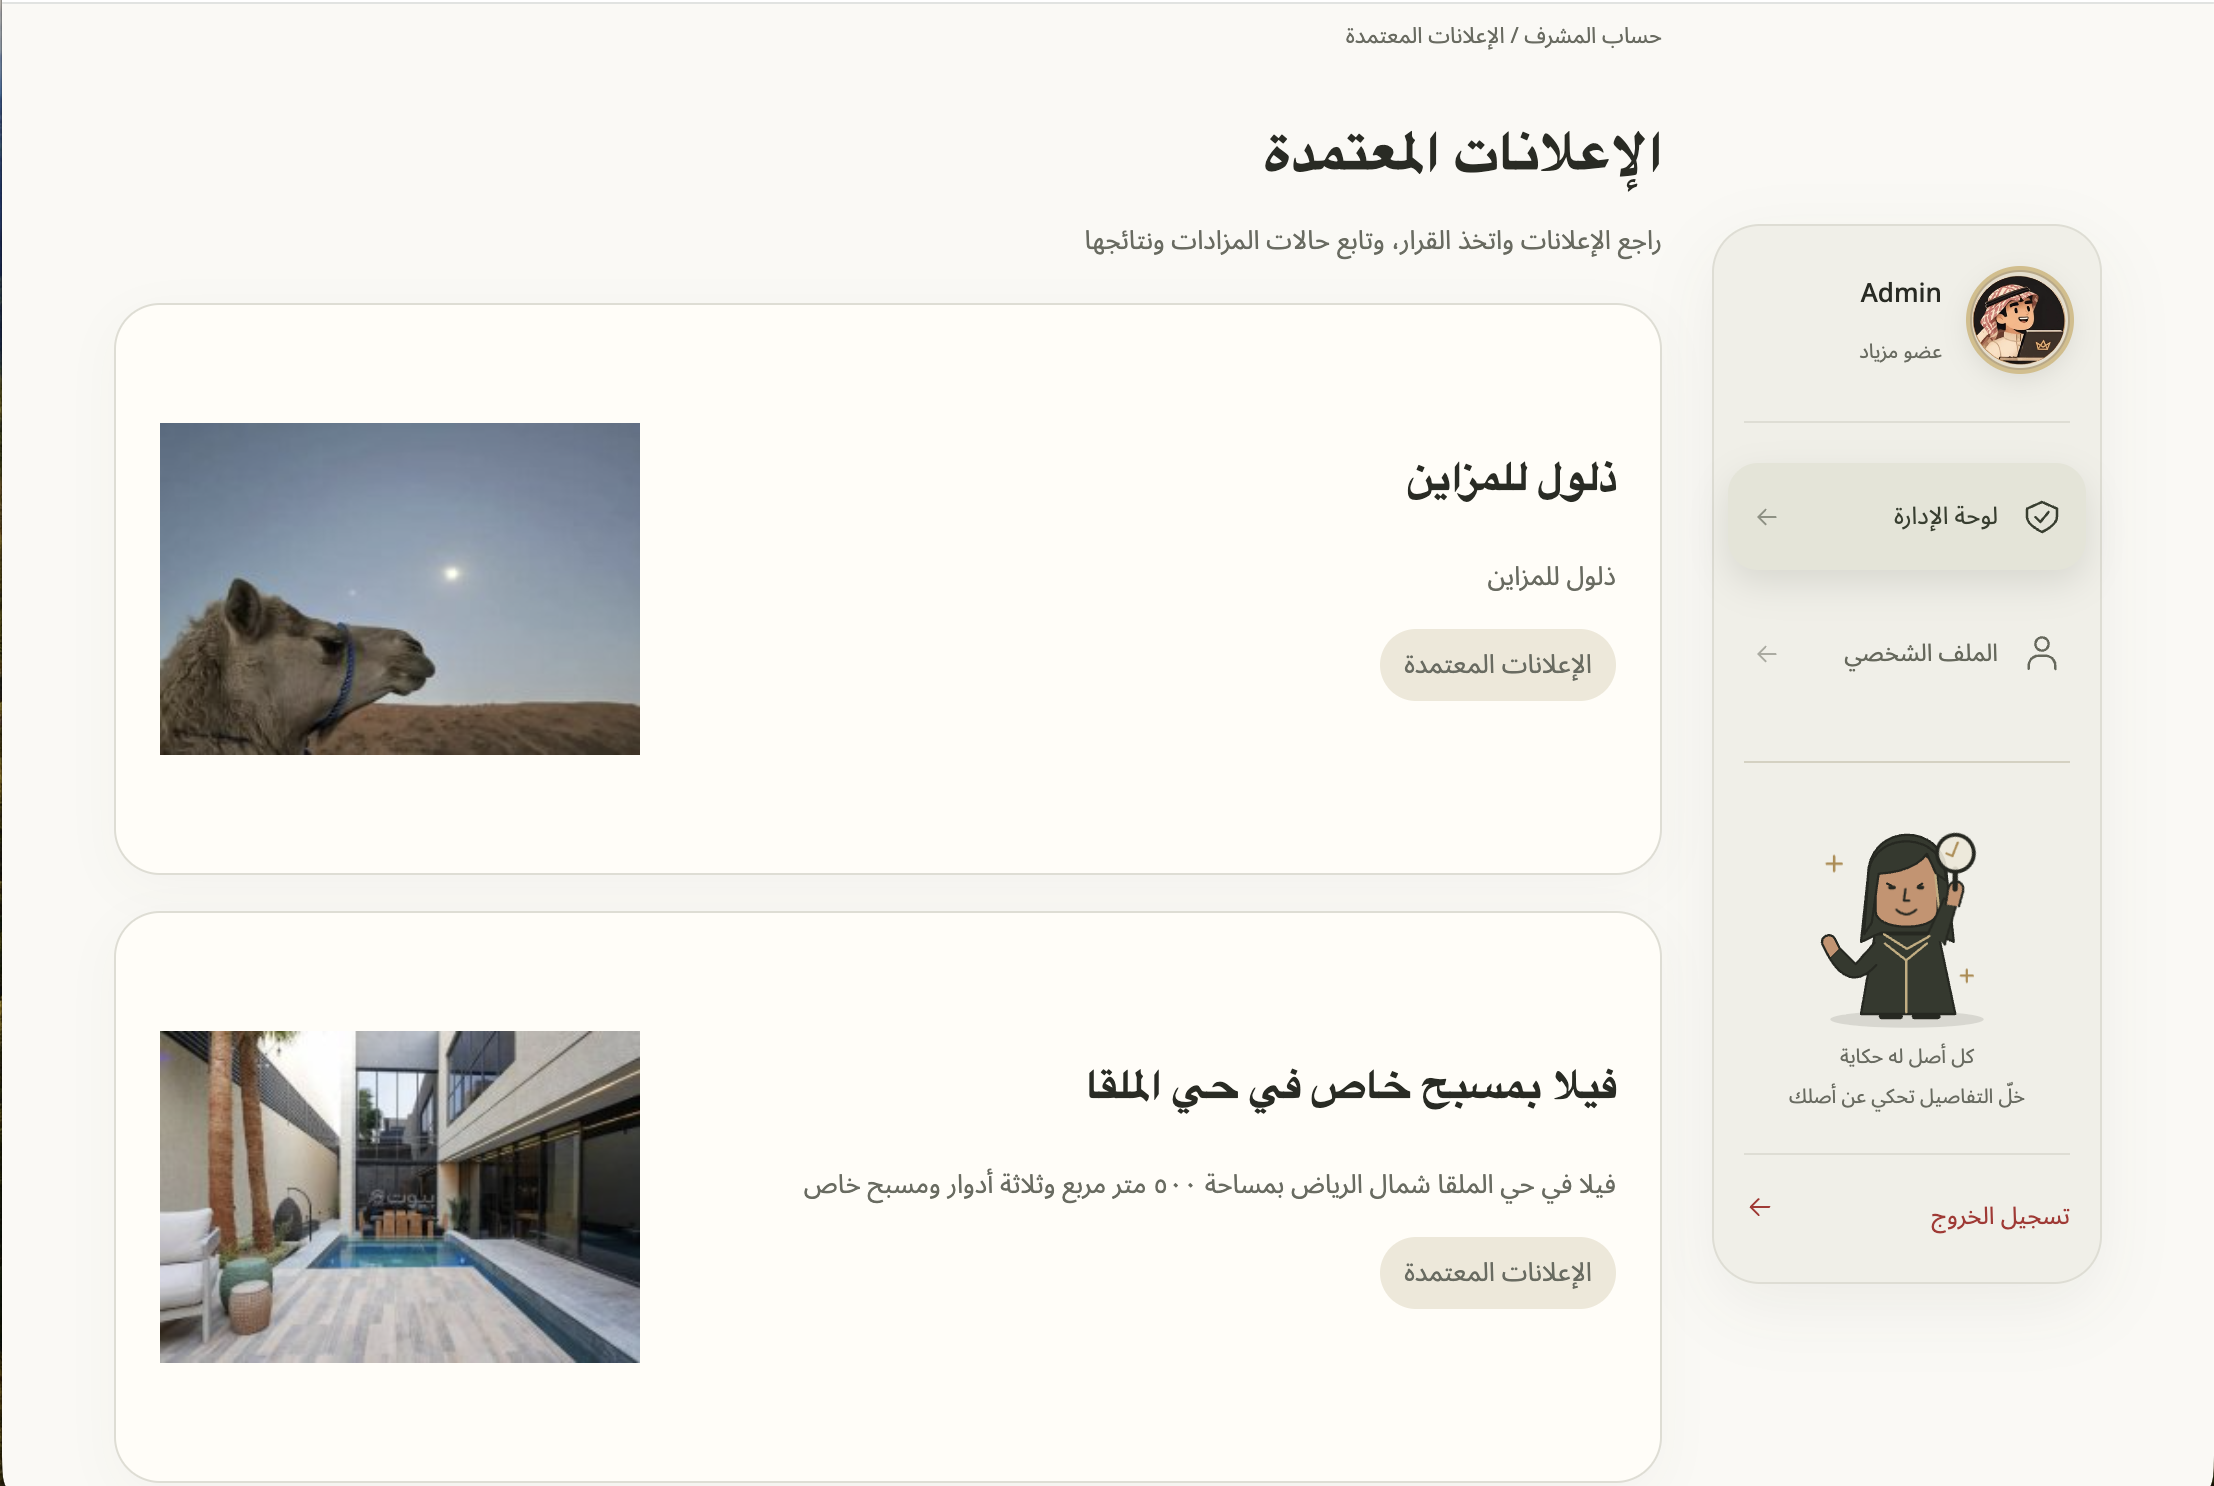 حساب المشرف / الإعلانات المعتمدة
الإعلانات المعتمدة
راجع الإعلانات واتخذ القرار، وتابع حالات المزادات ونتائجها
Admin
عضو مزياد
لوحة الإدارة
الملف الشخصي
كل أصل له حكاية
خلّ التفاصيل تحكي عن أصلك
تسجيل الخروج
ذلول للمزاين
ذلول للمزاين
الإعلانات المعتمدة
فيلا بمسبح خاص في حي الملقا
فيلا في حي الملقا شمال الرياض بمساحة ٥٠٠ متر مربع وثلاثة أدوار ومسبح خاص
الإعلانات المعتمدة
بيوت